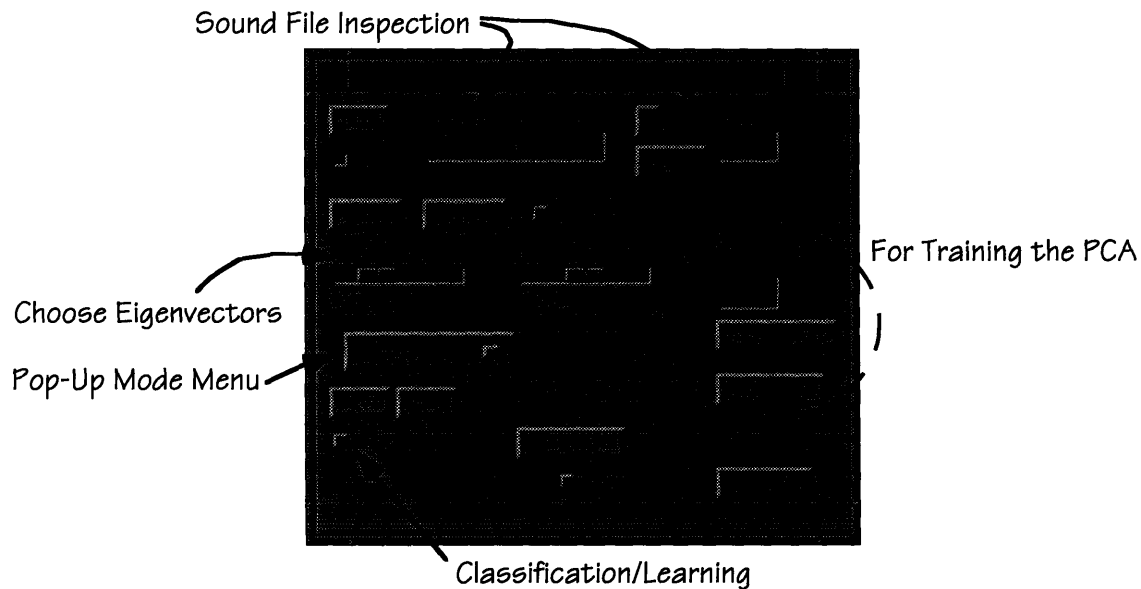 Sound File Inspection
For Training the PCA
Choose Eigenvectors
Pop-Up Mode Menu
Classification/Learning